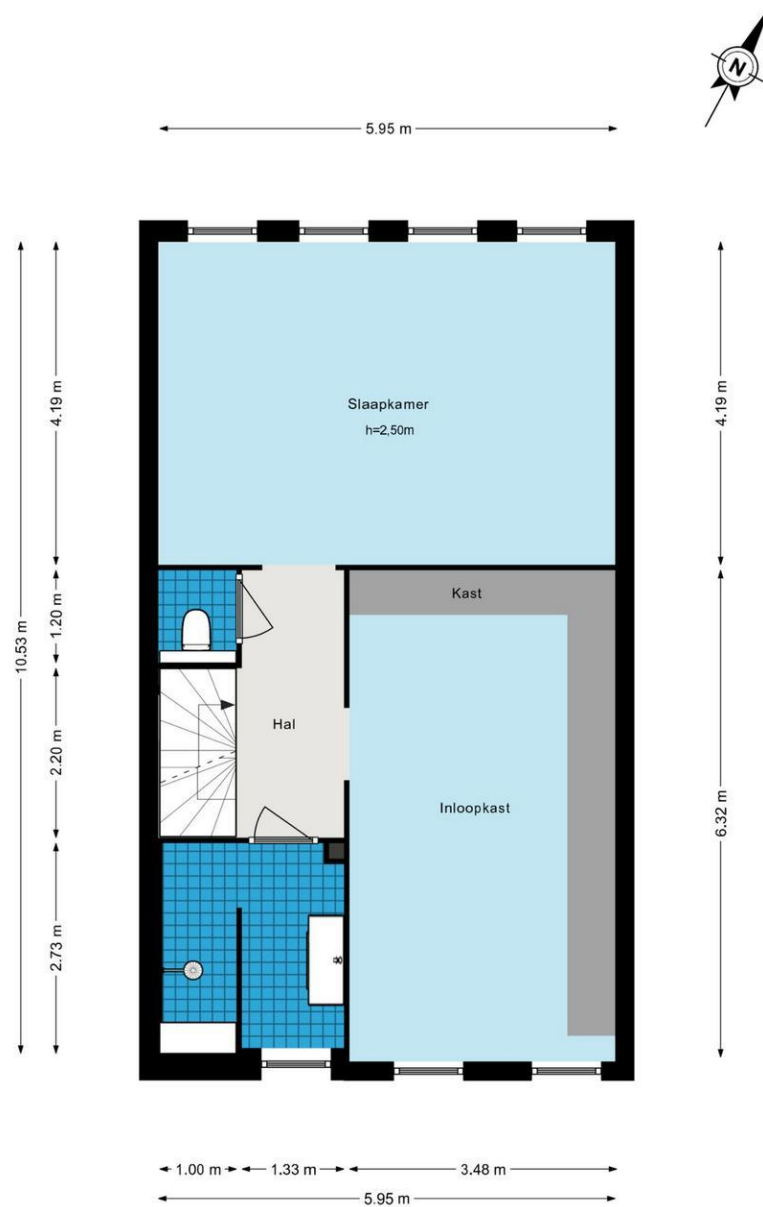 N
5.95 m
4.19 m
4.19 m
Slaapkamer
h=2,50m
10.53 m
1.20 m
Kast
2.20 m
Hal
Inloopkast
6.32 m
2.73 m
1.00 m
1.33 m
3.48 m
5.95 m